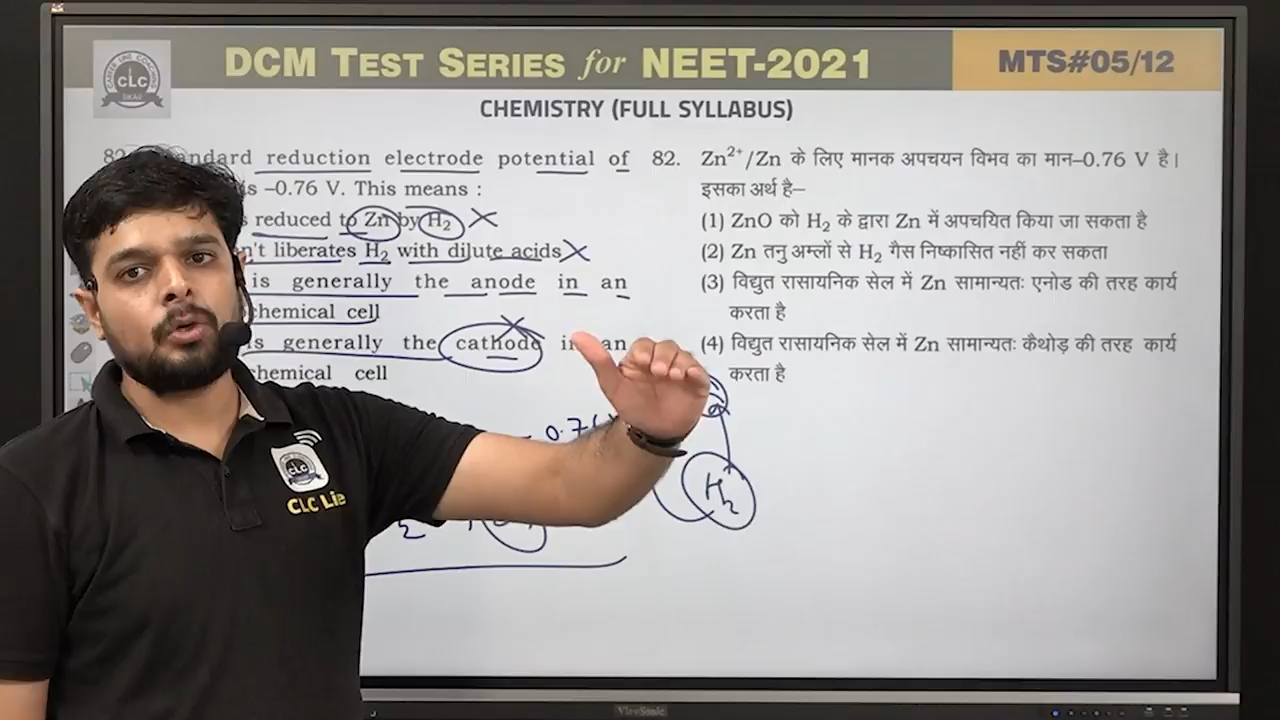 DCM TEST SERIES for NEET-2021
MTS#05/12
CLC
SIKAR
CHEMISTRY (FULL SYLLABUS)
reduction electrode potential of
is –0.76 V. This means :
reduced to Zn by H₂
liberates H₂ with dilute acids
is generally the anode in an
chemical cell
is generally the cathode in an
chemical cell
82. Zn²⁺/Zn के लिए मानक अपचयन विभव का मान–0.76 V है।
इसका अर्थ है–
(1) ZnO को H₂ के द्वारा Zn में अपचयित किया जा सकता है
(2) Zn तनु अम्लों से H₂ गैस निष्कासित नहीं कर सकता
(3) विद्युत रासायनिक सेल में Zn सामान्यतः एनोड की तरह कार्य
करता है
(4) विद्युत रासायनिक सेल में Zn सामान्यतः कैथोड़ की तरह कार्य
करता है
H₂
CLC
ViewSonic